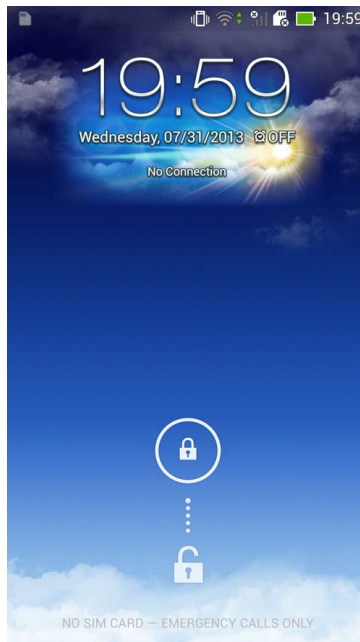 19:59
19:59
Wednesday, 07/31/2013 OFF
No Connection
NO SIM CARD — EMERGENCY CALLS ONLY